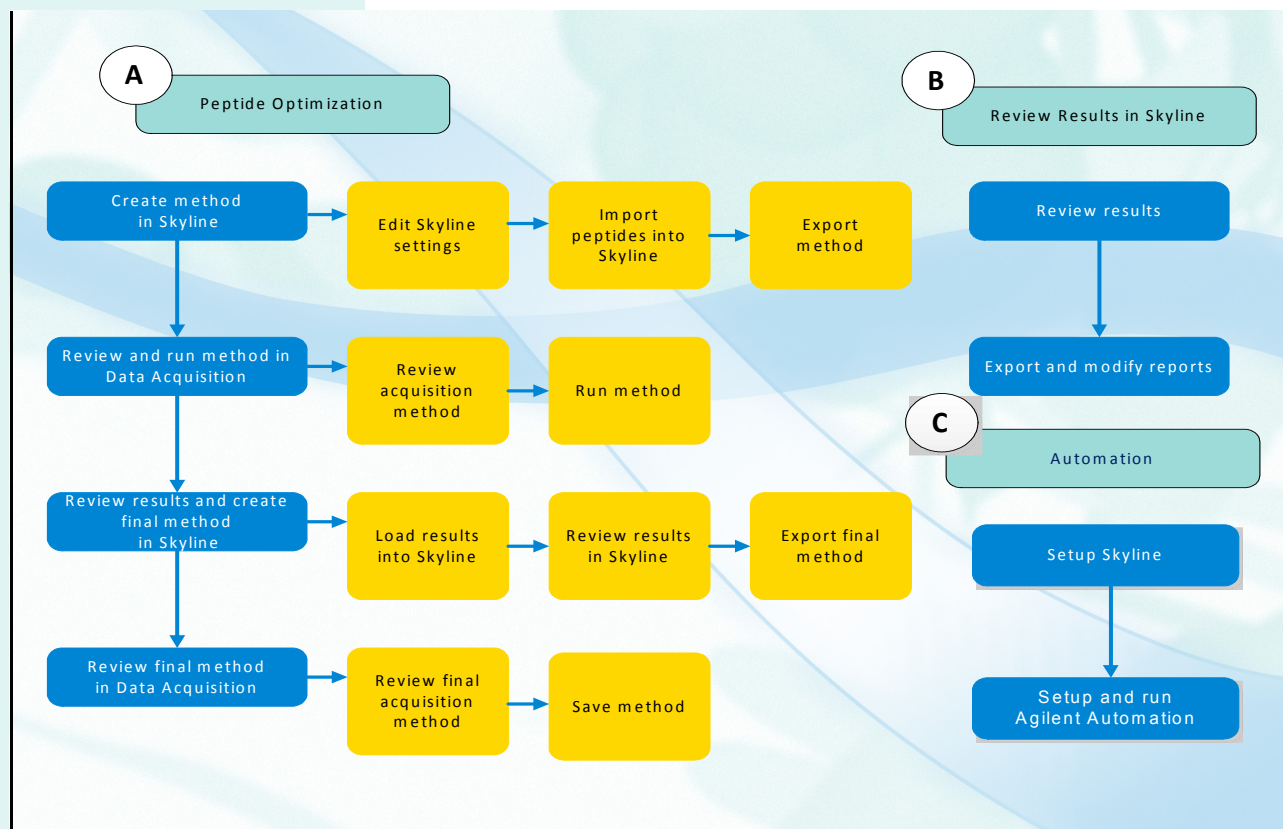 A
Peptide Optimization
Create method
in Skyline
Edit Skyline
settings
Import
peptides into
Skyline
Export
method
Review and run method in
Data Acquisition
Review
acquisition
method
Run method
Review results and create
final method
in Skyline
Load results
into Skyline
Review results
in Skyline
Export final
method
Review final method
in Data Acquisition
Review final
acquisition
method
Save method
B
Review Results in Skyline
Review results
Export and modify reports
C
Automation
Setup Skyline
Setup and run
Agilent Automation